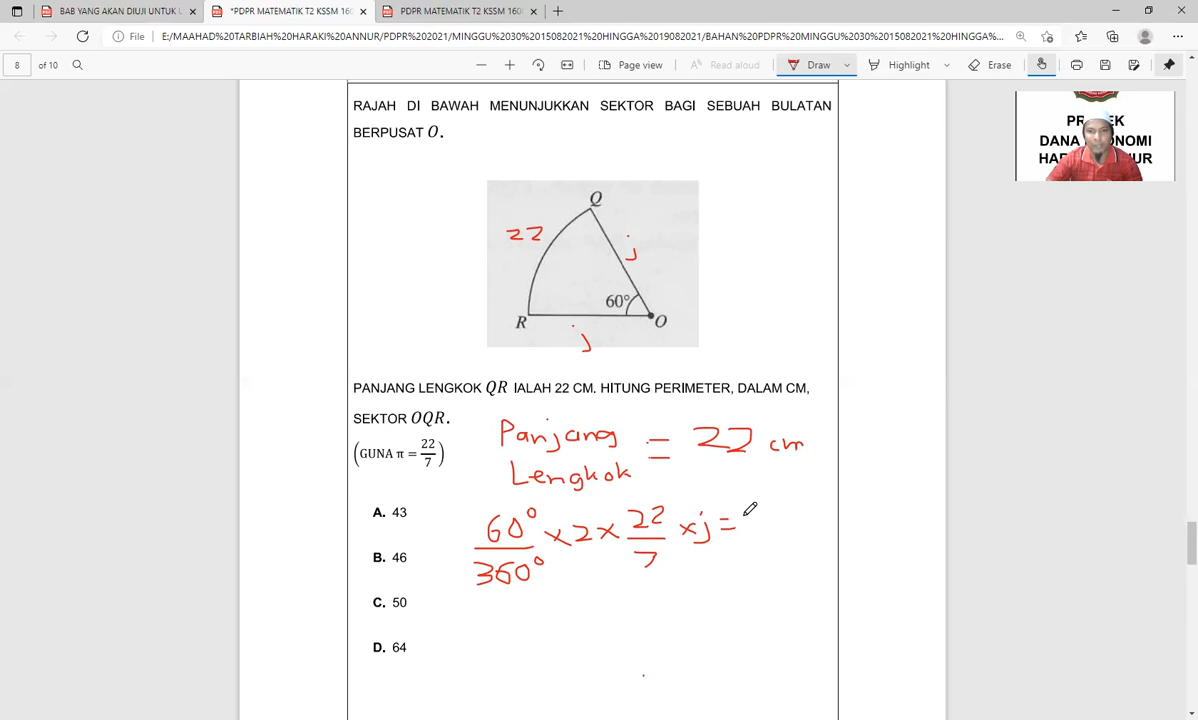 BAB YANG AKAN DIUJI UNTUK U
*PDPR MATEMATIK T2 KSSM 160
PDPR MATEMATIK T2 KSSM 160
File
E:/MAAHAD%20TARBIAH%20HARAKI%20ANNUR/PDPR%202021/MINGGU%2030%2015082021%20HINGGA%2019082021/BAHAN%20PDPR%20MINGGU%2030%2015082021%20HINGGA%...
8 of 10
Page view
Read aloud
Draw
Highlight
Erase
RAJAH DI BAWAH MENUNJUKKAN SEKTOR BAGI SEBUAH BULATAN
BERPUSAT O.
Q
22
j
60°
R
O
j
PANJANG LENGKOK QR IALAH 22 CM. HITUNG PERIMETER, DALAM CM,
SEKTOR OQR.
(GUNA π = 22/7)
Panjang Lengkok = 22 cm
A. 43
60°/360° × 2 × 22/7 × j =
B. 46
C. 50
D. 64
DANA